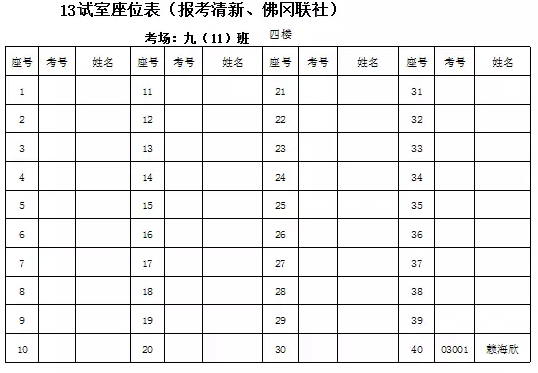 13试室座位表（报考清新、佛冈联社）
考场：九（11）班 四楼
座号 考号 姓名 座号 考号 姓名 座号 考号 姓名 座号 考号 姓名
1 11 21 31
2 12 22 32
3 13 23 33
4 14 24 34
5 15 25 35
6 16 26 36
7 17 27 37
8 18 28 38
9 19 29 39
10 20 30 40 03001 赖海欣